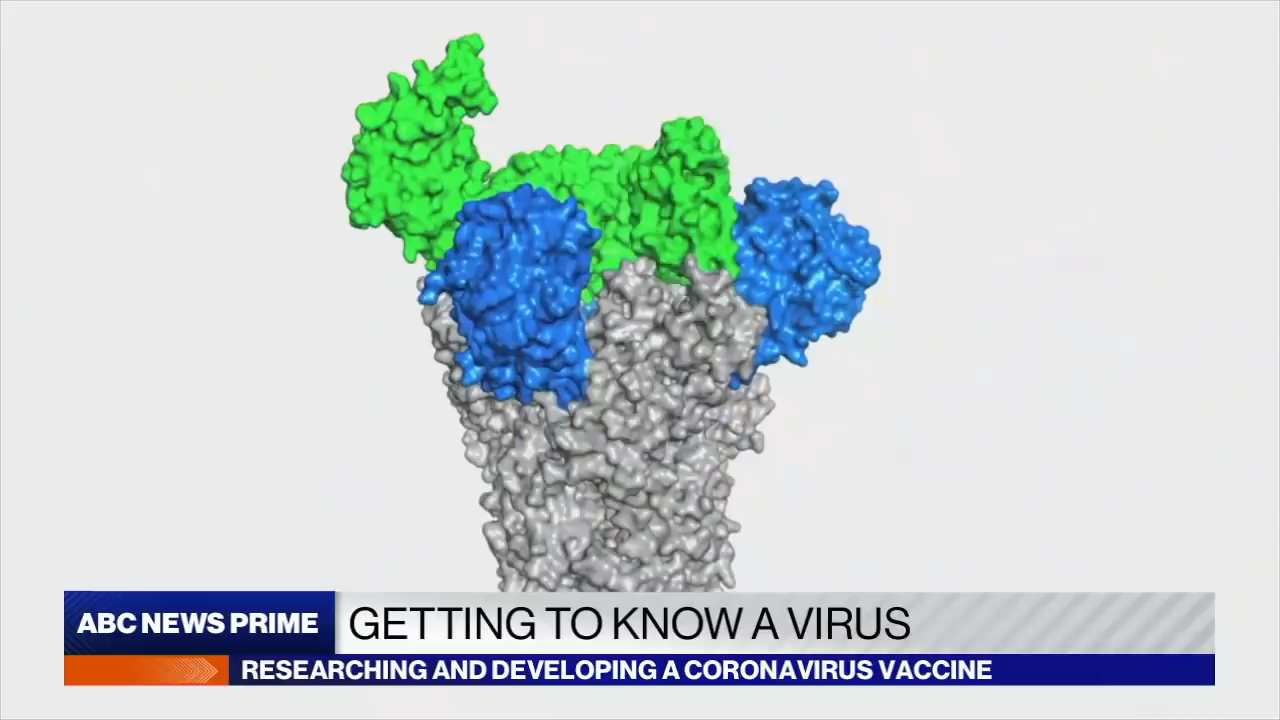 ABC NEWS PRIME
GETTING TO KNOW A VIRUS
RESEARCHING AND DEVELOPING A CORONAVIRUS VACCINE